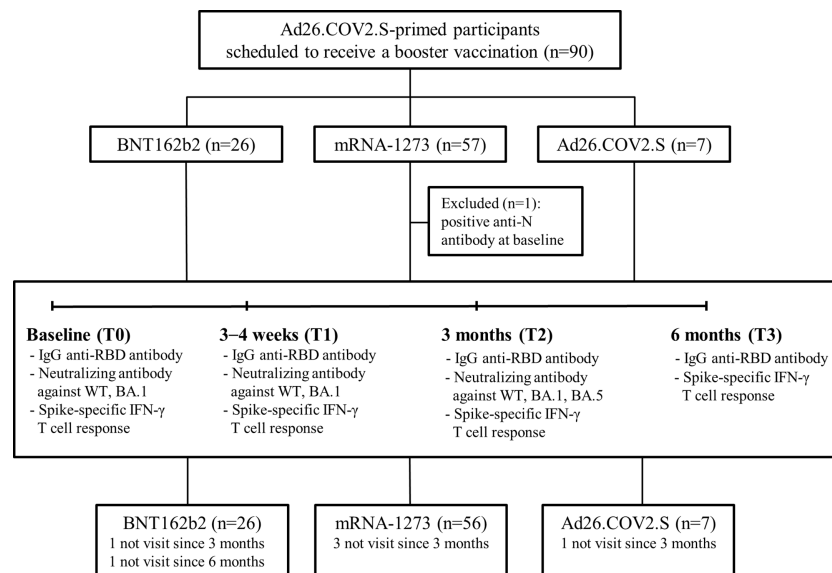 Ad26.COV2.S-primed participants
scheduled to receive a booster vaccination (n=90)
BNT162b2 (n=26)
mRNA-1273 (n=57)
Ad26.COV2.S (n=7)
Excluded (n=1):
positive anti-N
antibody at baseline
Baseline (T0)
- IgG anti-RBD antibody
- Neutralizing antibody
against WT, BA.1
- Spike-specific IFN-γ
T cell response
3−4 weeks (T1)
- IgG anti-RBD antibody
- Neutralizing antibody
against WT, BA.1
- Spike-specific IFN-γ
T cell response
3 months (T2)
- IgG anti-RBD antibody
- Neutralizing antibody
against WT, BA.1, BA.5
- Spike-specific IFN-γ
T cell response
6 months (T3)
- IgG anti-RBD antibody
- Spike-specific IFN-γ
T cell response
BNT162b2 (n=26)
1 not visit since 3 months
1 not visit since 6 months
mRNA-1273 (n=56)
3 not visit since 3 months
Ad26.COV2.S (n=7)
1 not visit since 3 months